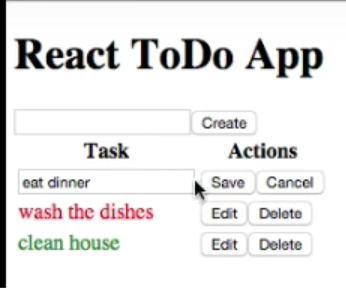 React ToDo App
Create
Task Actions
eat dinner Save Cancel
wash the dishes Edit Delete
clean house Edit Delete